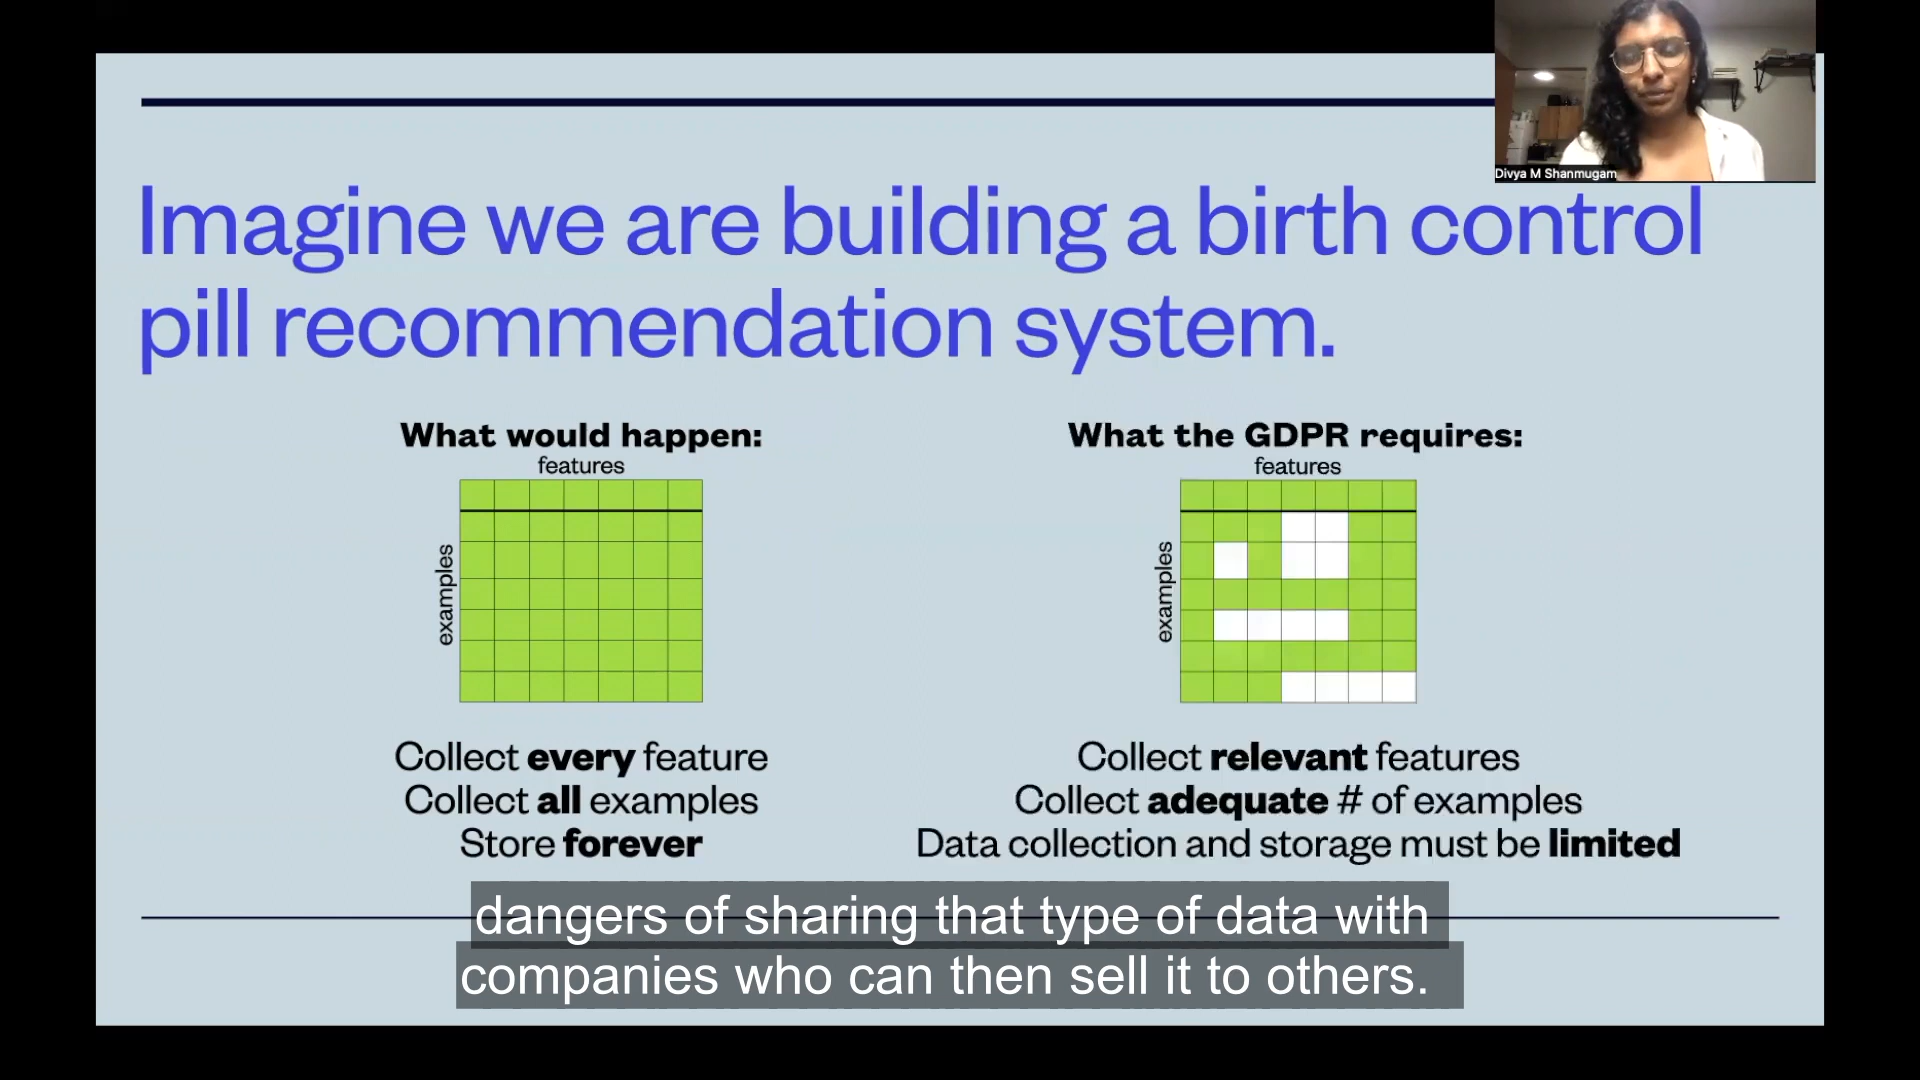 Divya M Shanmugam
Imagine we are building a birth control
pill recommendation system.
What would happen:
features
examples
Collect every feature
Collect all examples
Store forever
What the GDPR requires:
features
examples
Collect relevant features
Collect adequate # of examples
Data collection and storage must be limited
dangers of sharing that type of data with
companies who can then sell it to others.